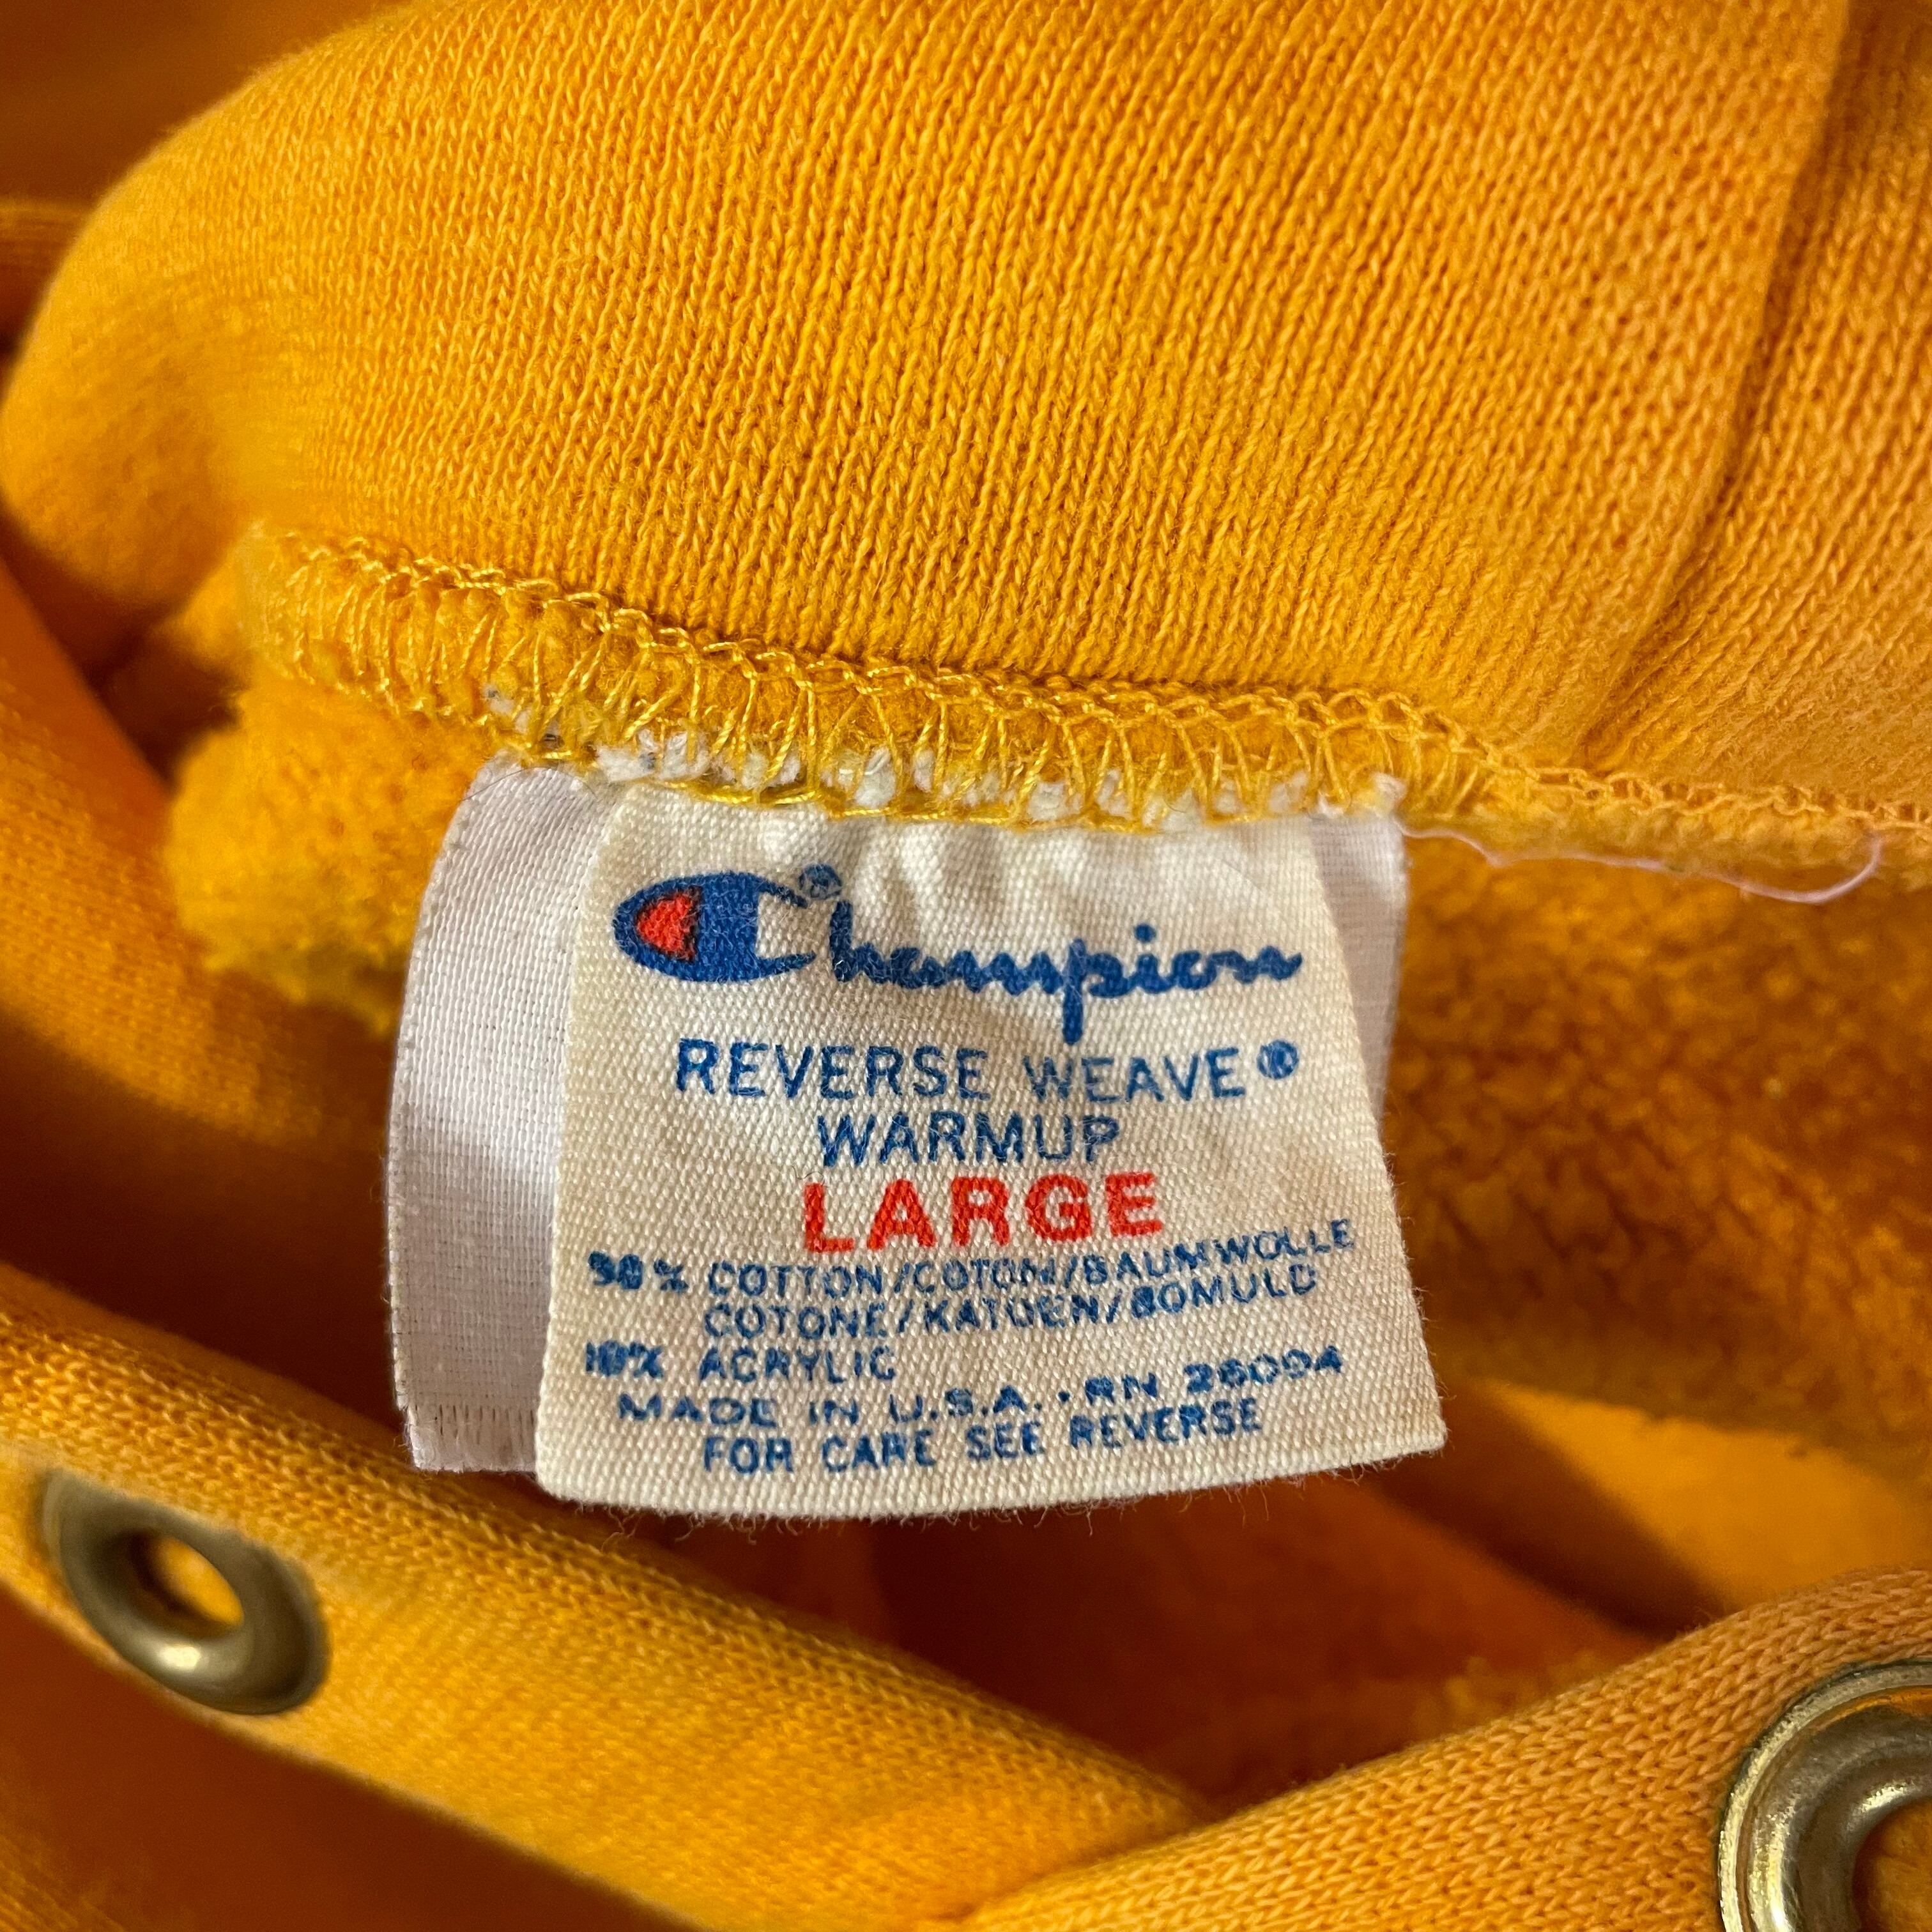 Champion®
REVERSE WEAVE®
WARMUP
LARGE
90% COTTON/COTON/BAUMWOLLE
COTONE/KATOEN/BOMULD
10% ACRYLIC
MADE IN U.S.A. · RN 26094
FOR CARE SEE REVERSE